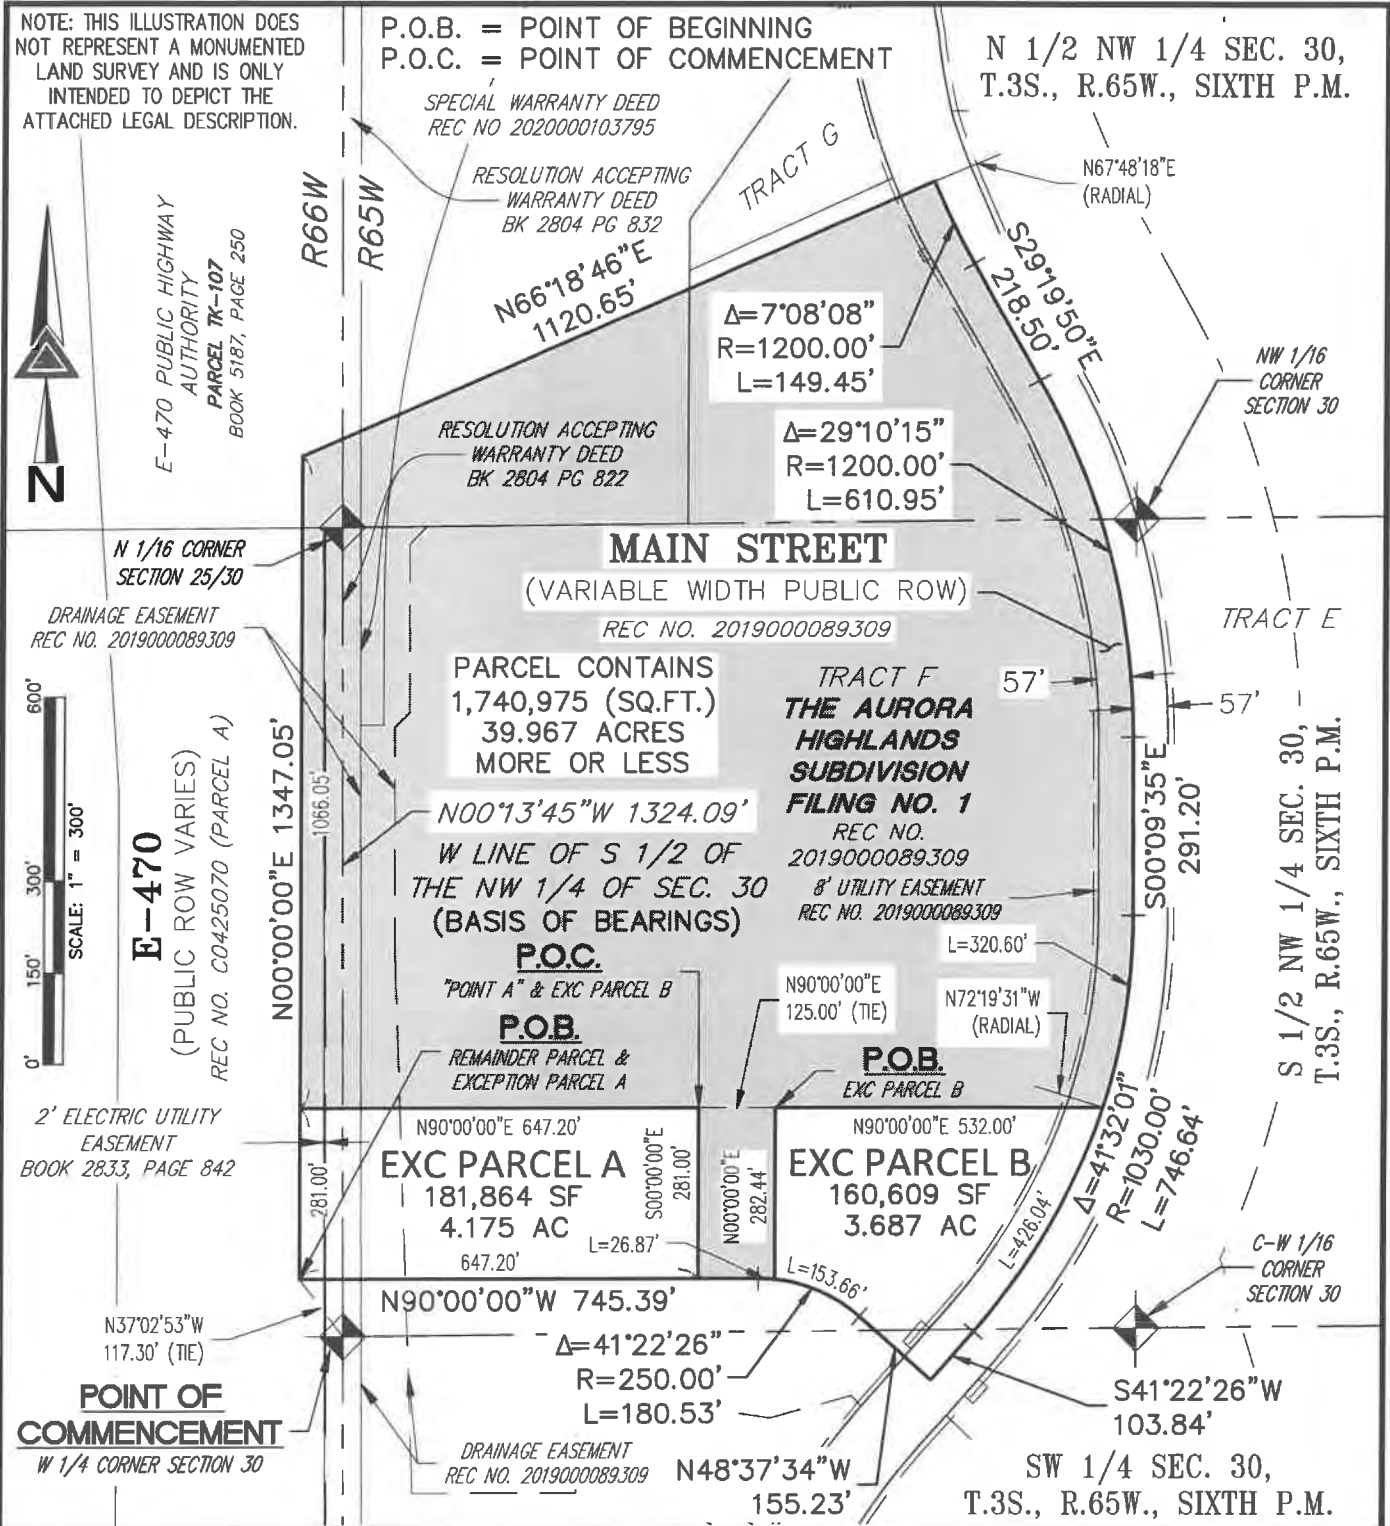 NOTE: THIS ILLUSTRATION DOES
NOT REPRESENT A MONUMENTED
LAND SURVEY AND IS ONLY
INTENDED TO DEPICT THE
ATTACHED LEGAL DESCRIPTION.
P.O.B. = POINT OF BEGINNING
P.O.C. = POINT OF COMMENCEMENT
N 1/2 NW 1/4 SEC. 30,
T.3S., R.65W., SIXTH P.M.
SPECIAL WARRANTY DEED
REC NO 2020000103795
RESOLUTION ACCEPTING
WARRANTY DEED
BK 2804 PG 832
TRACT G
N67°48'18"E
(RADIAL)
R66W
R65W
E-470 PUBLIC HIGHWAY
AUTHORITY
PARCEL TK-107
BOOK 5187, PAGE 250
N
N66°18'46"E
1120.65'
S29°19'50"E
218.50'
Δ=7°08'08"
R=1200.00'
L=149.45'
NW 1/16
CORNER
SECTION 30
RESOLUTION ACCEPTING
WARRANTY DEED
BK 2804 PG 822
Δ=29°10'15"
R=1200.00'
L=610.95'
N 1/16 CORNER
SECTION 25/30
MAIN STREET
(VARIABLE WIDTH PUBLIC ROW)
REC NO. 2019000089309
DRAINAGE EASEMENT
REC NO. 2019000089309
TRACT E
PARCEL CONTAINS
1,740,975 (SQ.FT.)
39.967 ACRES
MORE OR LESS
TRACT F
THE AURORA
HIGHLANDS
SUBDIVISION
FILING NO. 1
REC NO.
2019000089309
57'
57'
600'
300'
150'
0'
SCALE: 1" = 300'
E-470
(PUBLIC ROW VARIES)
REC NO. C0425070 (PARCEL A)
N00°00'00"E 1347.05'
1066.05'
N00°13'45"W 1324.09'
W LINE OF S 1/2 OF
THE NW 1/4 OF SEC. 30
(BASIS OF BEARINGS)
8' UTILITY EASEMENT
REC NO. 2019000089309
S00°09'35"E
291.20'
S 1/2 NW 1/4 SEC. 30,
T.3S., R.65W., SIXTH P.M.
L=320.60'
P.O.C.
"POINT A" & EXC PARCEL B
N90°00'00"E
125.00' (TIE)
N72°19'31"W
(RADIAL)
P.O.B.
REMAINDER PARCEL &
EXCEPTION PARCEL A
P.O.B.
EXC PARCEL B
2' ELECTRIC UTILITY
EASEMENT
BOOK 2833, PAGE 842
281.00'
N90°00'00"E 647.20'
EXC PARCEL A
181,864 SF
4.175 AC
647.20'
S00°00'00"E
281.00'
N00°00'00"E
282.44'
N90°00'00"E 532.00'
EXC PARCEL B
160,609 SF
3.687 AC
Δ=41°32'01"
R=1030.00'
L=746.64'
L=426.04'
L=26.87'
L=153.66'
C-W 1/16
CORNER
SECTION 30
N90°00'00"W 745.39'
N37°02'53"W
117.30' (TIE)
Δ=41°22'26"
R=250.00'
L=180.53'
POINT OF
COMMENCEMENT
W 1/4 CORNER SECTION 30
S41°22'26"W
103.84'
DRAINAGE EASEMENT
REC NO. 2019000089309
N48°37'34"W
155.23'
SW 1/4 SEC. 30,
T.3S., R.65W., SIXTH P.M.